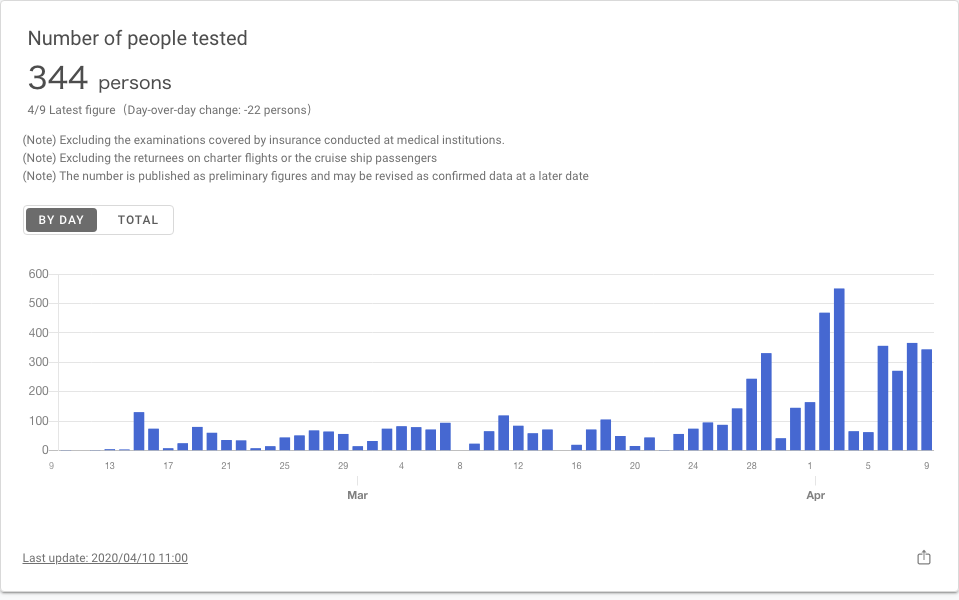 Number of people tested
344 persons
4/9 Latest figure（Day-over-day change: -22 persons）
(Note) Excluding the examinations covered by insurance conducted at medical institutions.
(Note) Excluding the returnees on charter flights or the cruise ship passengers
(Note) The number is published as preliminary figures and may be revised as confirmed data at a later date
BY DAY TOTAL
600
500
400
300
200
100
0
9 13 17 21 25 29 4 8 12 16 20 24 28 1 5 9
Mar Apr
Last update: 2020/04/10 11:00